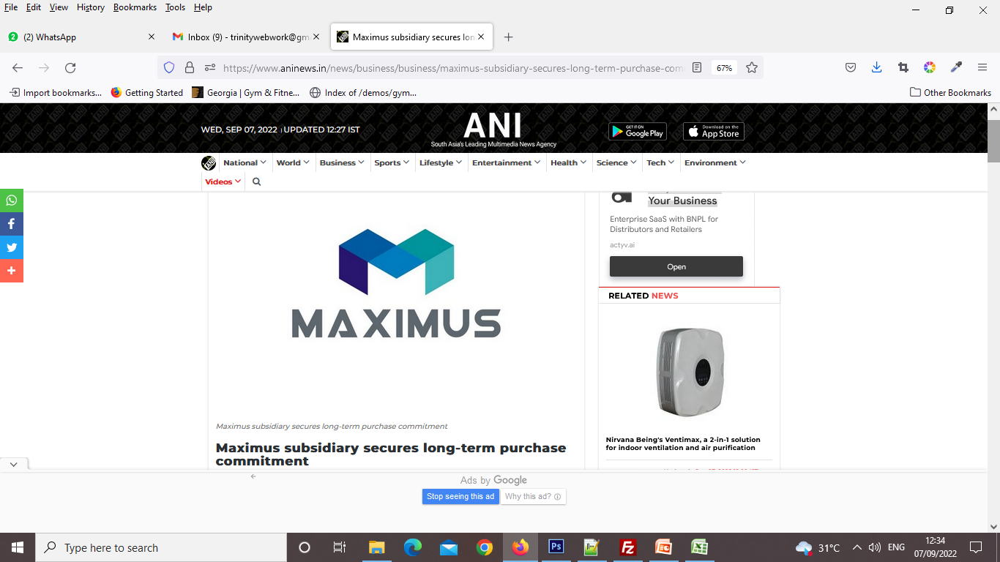 File Edit View History Bookmarks Tools Help
2 (2) WhatsApp
Inbox (9) - trinitywebwork@gm
Maximus subsidiary secures lon
https://www.aninews.in/news/business/business/maximus-subsidiary-secures-long-term-purchase-com
67%
Import bookmarks...
Getting Started
Georgia | Gym & Fitne...
Index of /demos/gym...
Other Bookmarks
WED, SEP 07, 2022 | UPDATED 12:27 IST
ANI
South Asia's Leading Multimedia News Agency
GET IT ON
Google Play
Download on the
App Store
National World Business Sports Lifestyle Entertainment Health Science Tech Environment
Videos
Your Business
Enterprise SaaS with BNPL for
Distributors and Retailers
actyv.ai
Open
MAXIMUS
RELATED NEWS
Maximus subsidiary secures long-term purchase commitment
Maximus subsidiary secures long-term purchase
commitment
Nirvana Being's Ventimax, a 2-in-1 solution
for indoor ventilation and air purification
Ads by Google
Stop seeing this ad
Why this ad?
Type here to search
Ps
Fz
31°C
ENG
12:34
07/09/2022